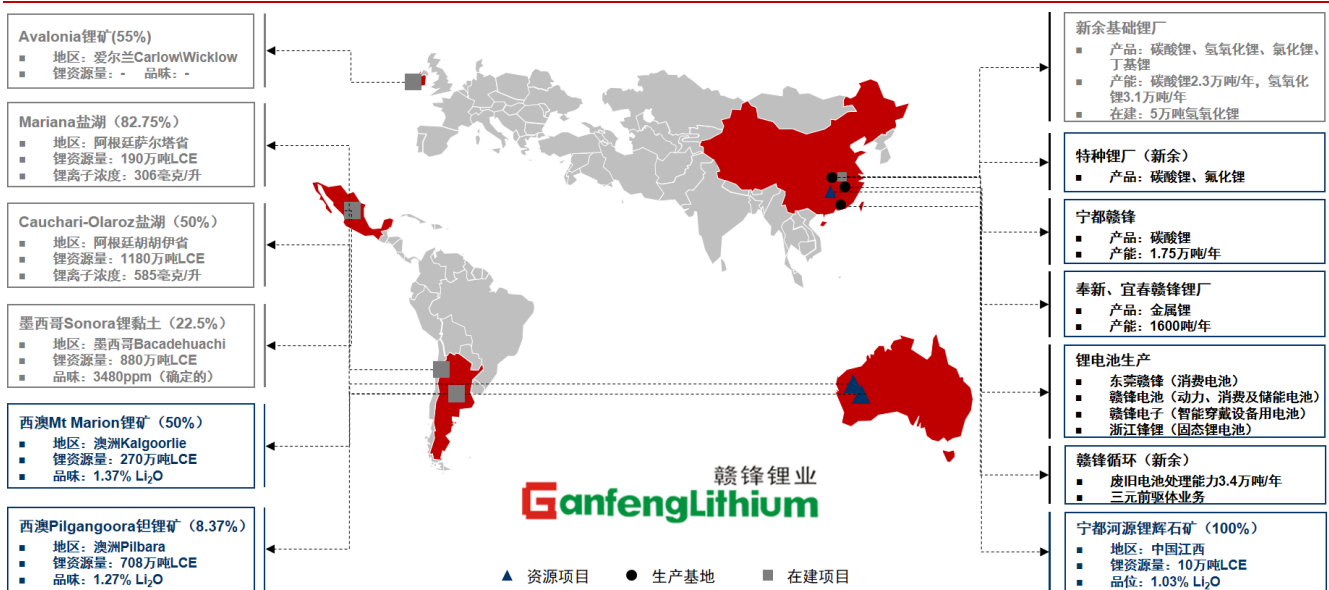 Avalonia锂矿(55%)
■ 地区：爱尔兰Carlow\Wicklow
■ 锂资源量：- 品味：-
Mariana盐湖（82.75%）
■ 地区：阿根廷萨尔塔省
■ 锂资源量：190万吨LCE
■ 锂离子浓度：306毫克/升
Cauchari-Olaroz盐湖（50%）
■ 地区：阿根廷胡胡伊省
■ 锂资源量：1180万吨LCE
■ 锂离子浓度：585毫克/升
墨西哥Sonora锂黏土（22.5%）
■ 地区：墨西哥Bacadehuachi
■ 锂资源量：880万吨LCE
■ 品味：3480ppm（确定的）
西澳Mt Marion锂矿（50%）
■ 地区：澳洲Kalgoorlie
■ 锂资源量：270万吨LCE
■ 品味：1.37% Li₂O
西澳Pilgangoora钽锂矿（8.37%）
■ 地区：澳洲Pilbara
■ 锂资源量：708万吨LCE
■ 品味：1.27% Li₂O
赣锋锂业
GanfengLithium
▲ 资源项目 ● 生产基地 ■ 在建项目
新余基础锂厂
■ 产品：碳酸锂、氢氧化锂、氯化锂、
丁基锂
■ 产能：碳酸锂2.3万吨/年，氢氧化
锂3.1万吨/年
■ 在建：5万吨氢氧化锂
特种锂厂（新余）
■ 产品：碳酸锂、氟化锂
宁都赣锋
■ 产品：碳酸锂
■ 产能：1.75万吨/年
奉新、宜春赣锋锂厂
■ 产品：金属锂
■ 产能：1600吨/年
锂电池生产
■ 东莞赣锋（消费电池）
■ 赣锋电池（动力、消费及储能电池）
■ 赣锋电子（智能穿戴设备用电池）
■ 浙江锋锂（固态锂电池）
赣锋循环（新余）
■ 废旧电池处理能力3.4万吨/年
■ 三元前驱体业务
宁都河源锂辉石矿（100%）
■ 地区：中国江西
■ 锂资源量：10万吨LCE
■ 品位：1.03% Li₂O